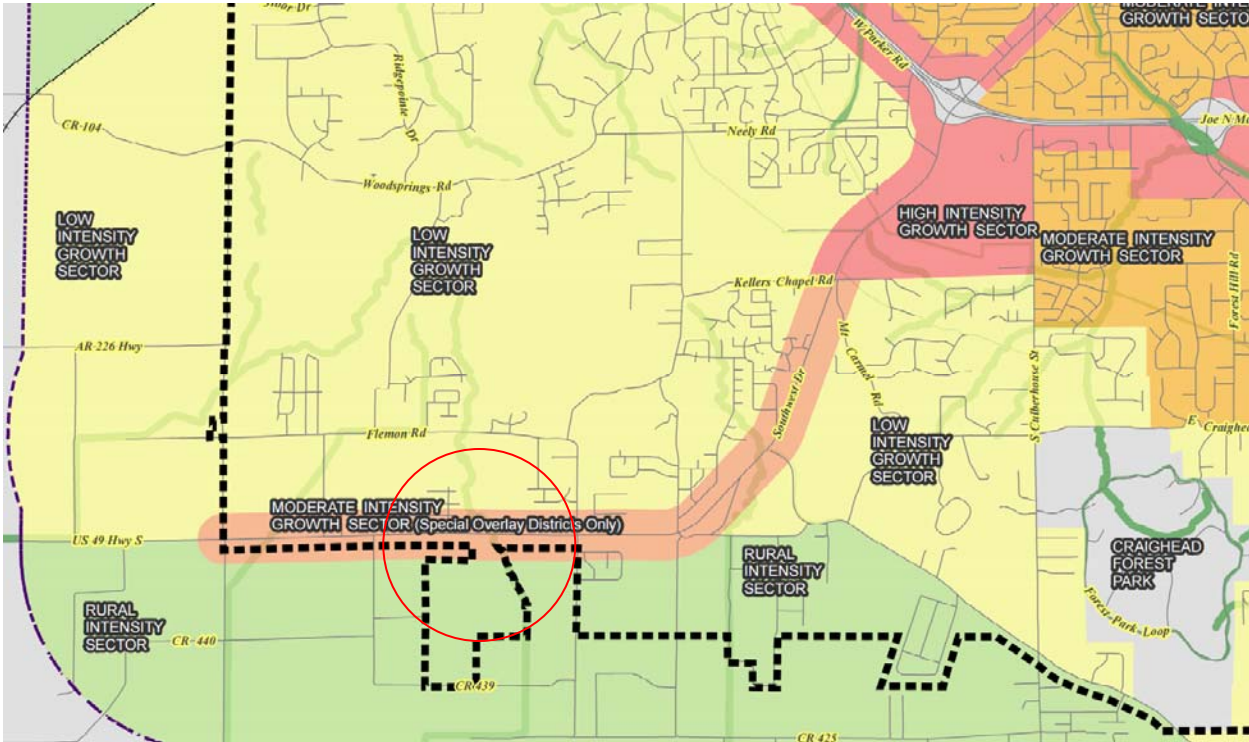 MODERATE INTE
GROWTH SECTO
W Parker Rd
Ridgepointe Dr
CR 104
Neely Rd
Joe N Ma
Woodsprings Rd
LOW
INTENSITY
GROWTH
SECTOR
LOW
INTENSITY
GROWTH
SECTOR
HIGH INTENSITY
GROWTH SECTOR
MODERATE INTENSITY
GROWTH SECTOR
Forest Hill Rd
Kellers Chapel Rd
AR 226 Hwy
Mt Carmel Rd
Southwest Dr
S Culberhouse St
Flemon Rd
LOW
INTENSITY
GROWTH
SECTOR
E Craighea
MODERATE INTENSITY
GROWTH SECTOR (Special Overlay Districts Only)
US 49 Hwy S
RURAL
INTENSITY
SECTOR
CRAIGHEAD
FOREST
PARK
RURAL
INTENSITY
SECTOR
CR 440
Forest Park Loop
CR 439
CR 425